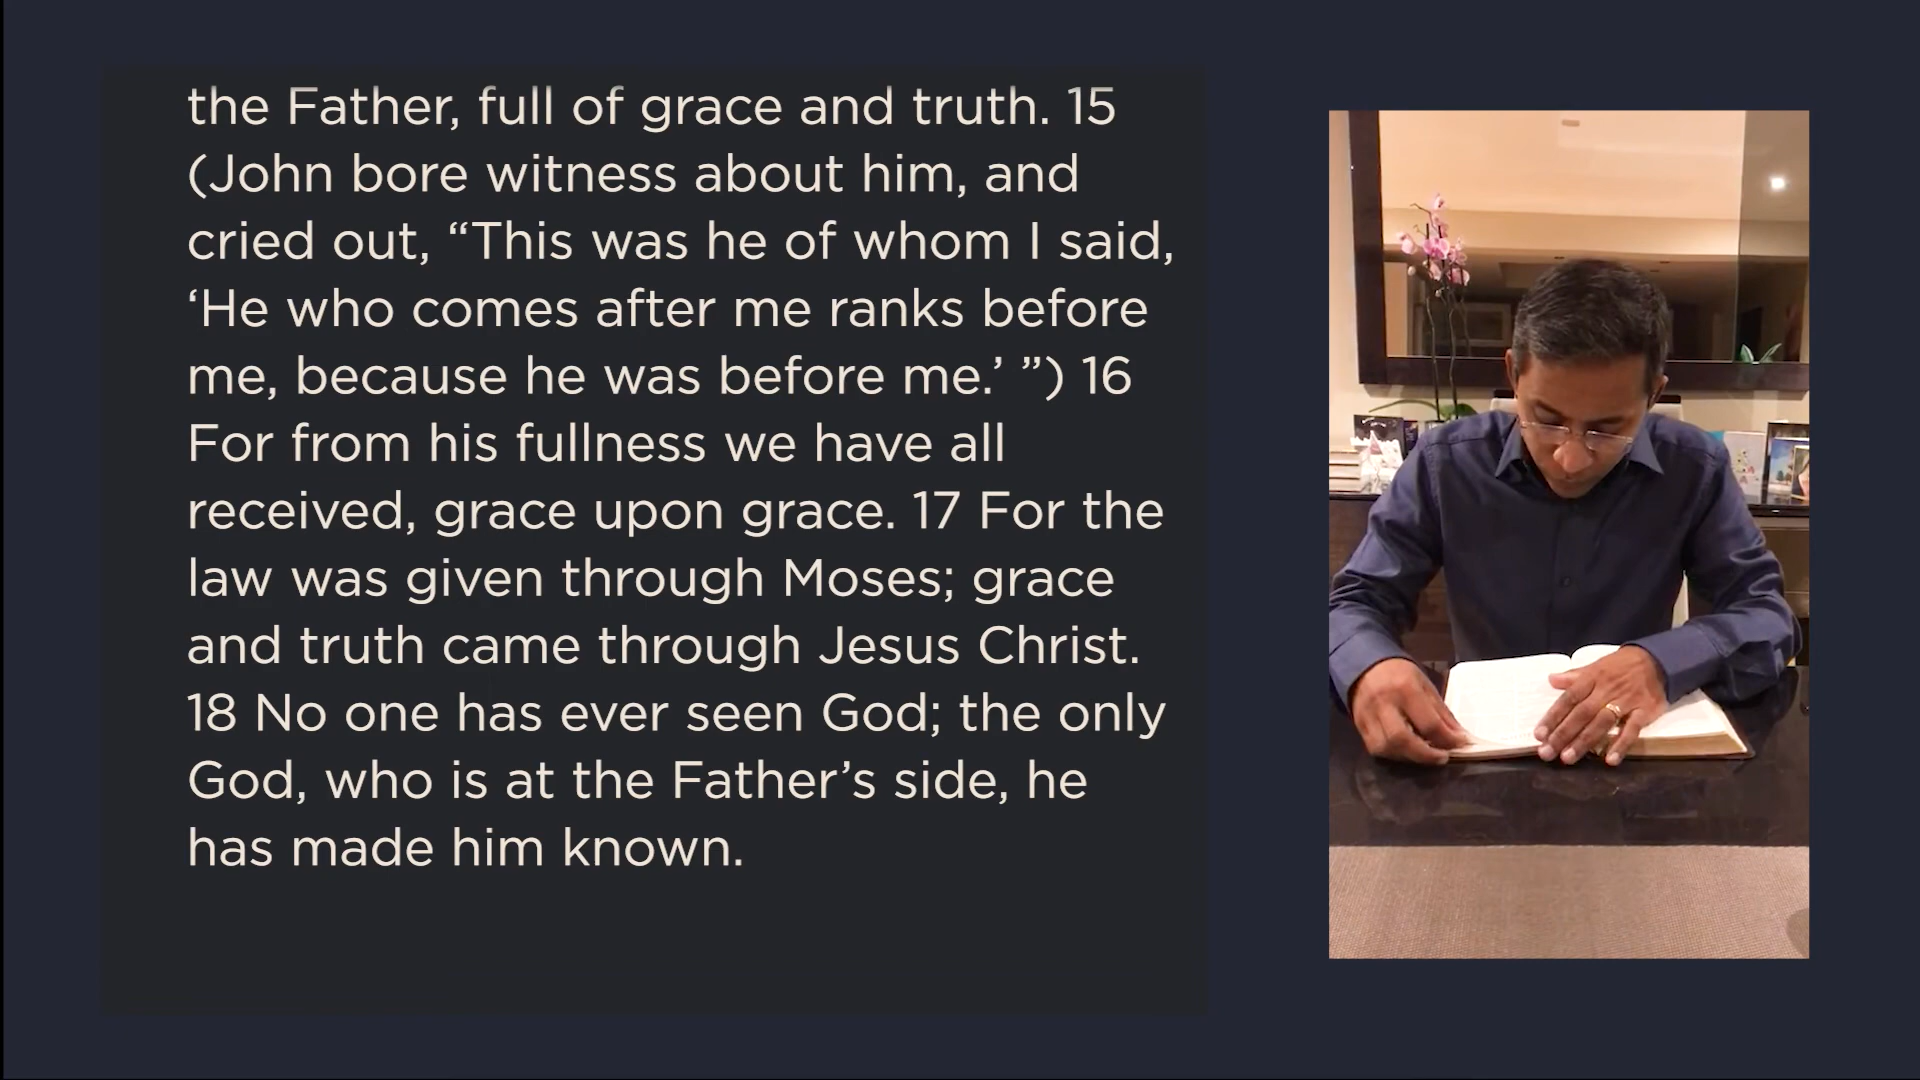 the Father, full of grace and truth. 15
(John bore witness about him, and
cried out, “This was he of whom I said,
‘He who comes after me ranks before
me, because he was before me.’ ”) 16
For from his fullness we have all
received, grace upon grace. 17 For the
law was given through Moses; grace
and truth came through Jesus Christ.
18 No one has ever seen God; the only
God, who is at the Father’s side, he
has made him known.